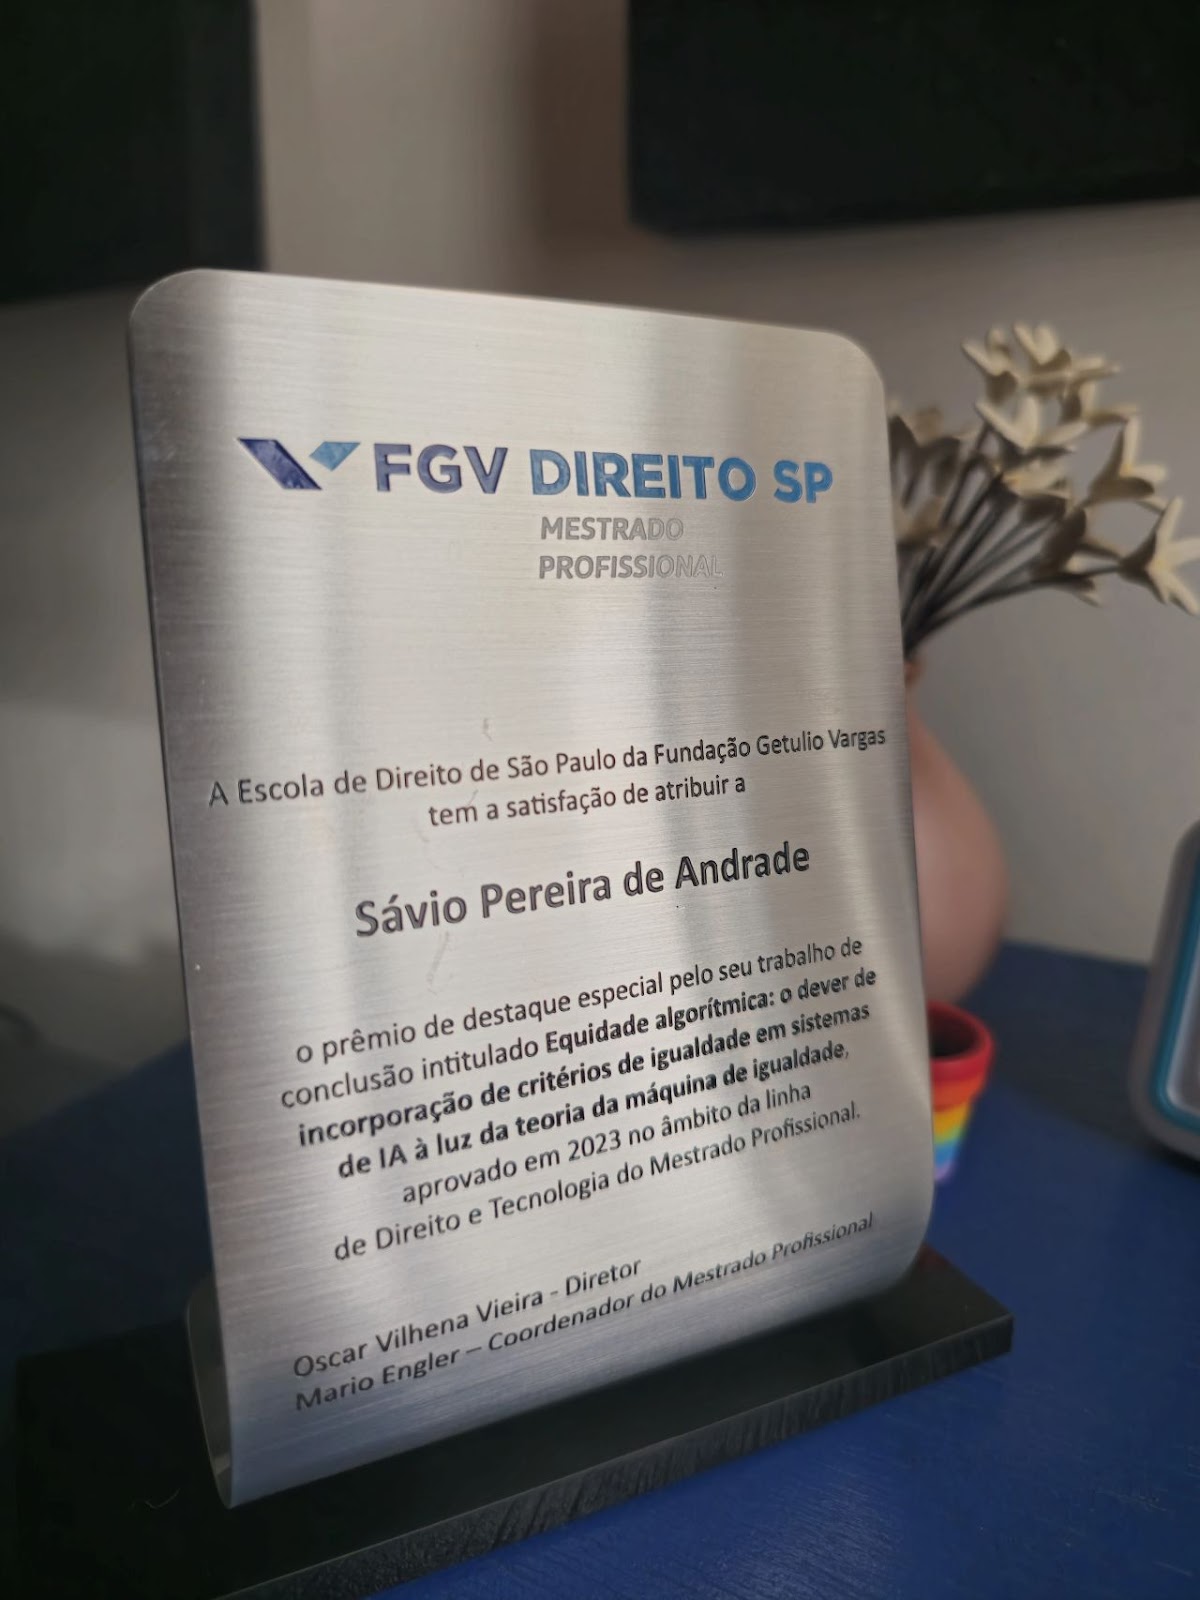 FGV DIREITO SP
MESTRADO
PROFISSIONAL
A Escola de Direito de São Paulo da Fundação Getulio Vargas
tem a satisfação de atribuir a
Sávio Pereira de Andrade
o prêmio de destaque especial pelo seu trabalho de
conclusão intitulado Equidade algorítmica: o dever de
incorporação de critérios de igualdade em sistemas
de IA à luz da teoria da máquina de igualdade,
aprovado em 2023 no âmbito da linha
de Direito e Tecnologia do Mestrado Profissional.
Oscar Vilhena Vieira - Diretor
Mario Engler – Coordenador do Mestrado Profissional